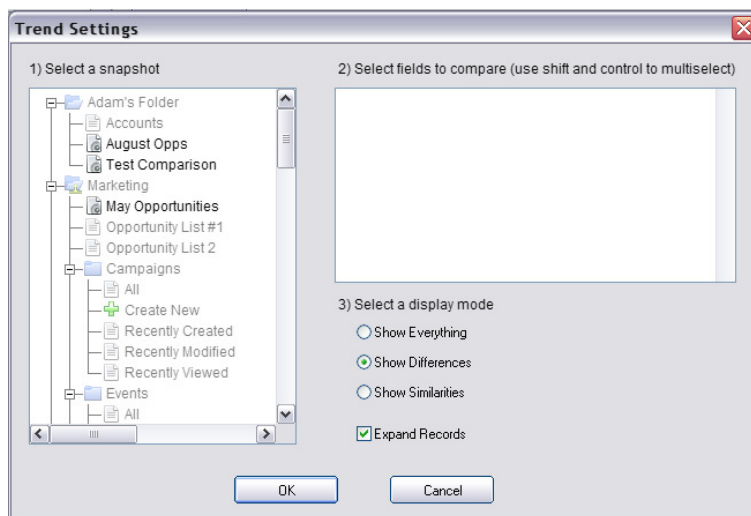 Trend Settings
1) Select a snapshot
Adam's Folder
Accounts
August Opps
Test Comparison
Marketing
May Opportunities
Opportunity List #1
Opportunity List 2
Campaigns
All
Create New
Recently Created
Recently Modified
Recently Viewed
Events
All
2) Select fields to compare (use shift and control to multiselect)
3) Select a display mode
Show Everything
Show Differences
Show Similarities
Expand Records
OK
Cancel